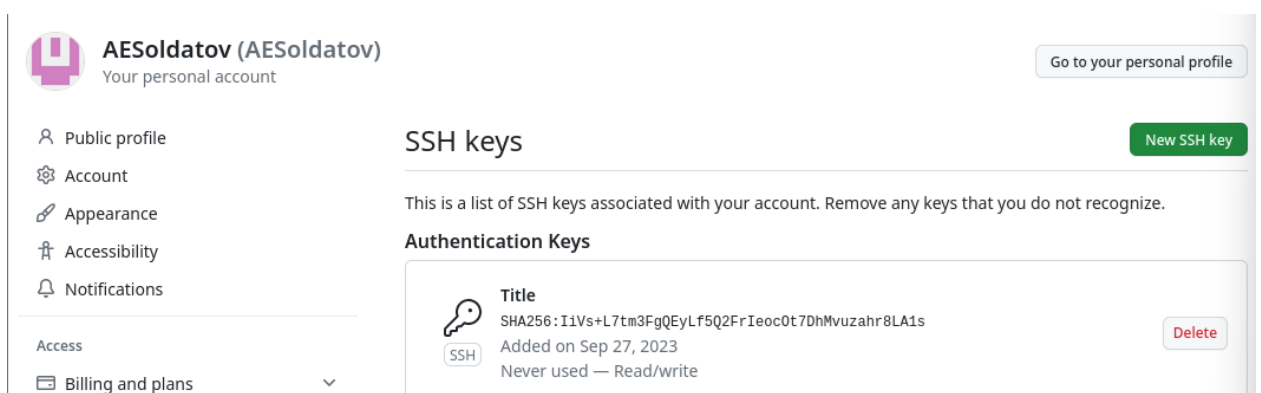 AESoldatov (AESoldatov)
Your personal account
Go to your personal profile
Public profile
Account
Appearance
Accessibility
Notifications
Access
Billing and plans
SSH keys
New SSH key
This is a list of SSH keys associated with your account. Remove any keys that you do not recognize.
Authentication Keys
Title
SHA256:IiVs+L7tm3FgQEyLf5Q2FrIeocOt7DhMvuzahr8LA1s
SSH
Added on Sep 27, 2023
Never used — Read/write
Delete